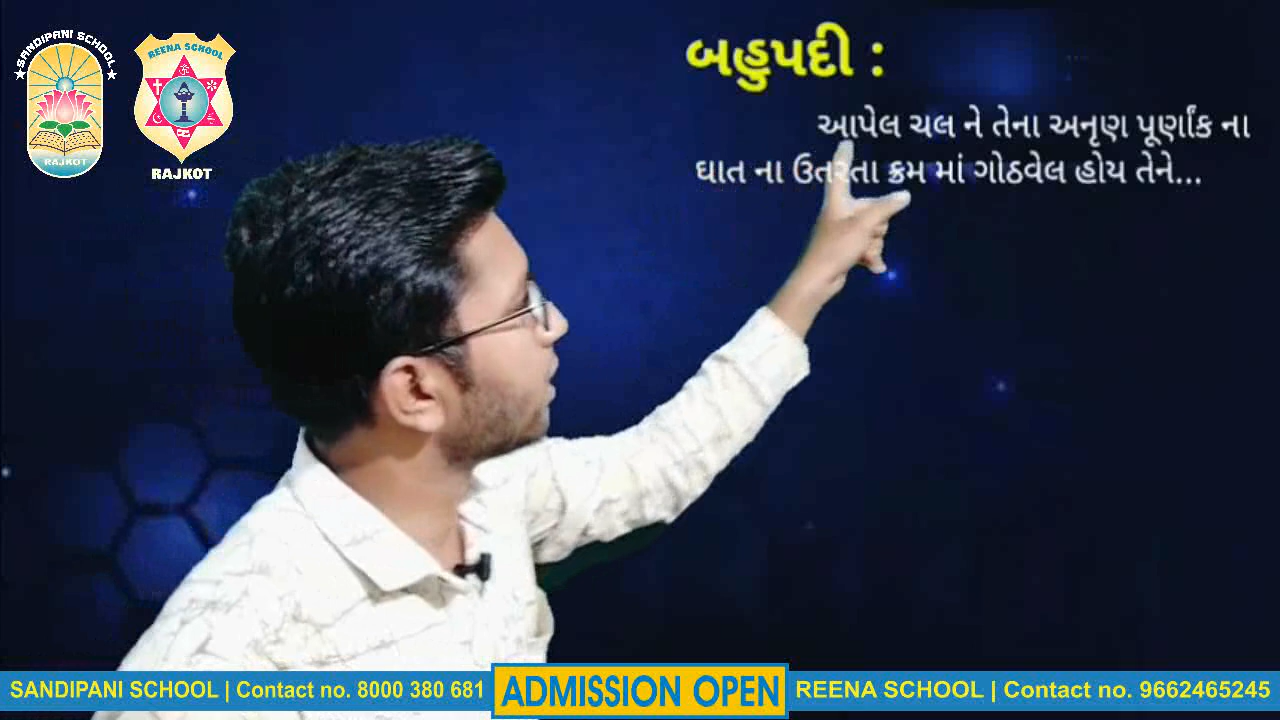 SANDIPANI SCHOOL
RAJKOT
REENA SCHOOL
RAJKOT
બહુપદી :
આપેલ ચલ ને તેના અનૃણ પૂર્ણાંક ના
ઘાત ના ઉતરતા ક્રમ માં ગોઠવેલ હોય તેને...
SANDIPANI SCHOOL | Contact no. 8000 380 681
ADMISSION OPEN
REENA SCHOOL | Contact no. 9662465245